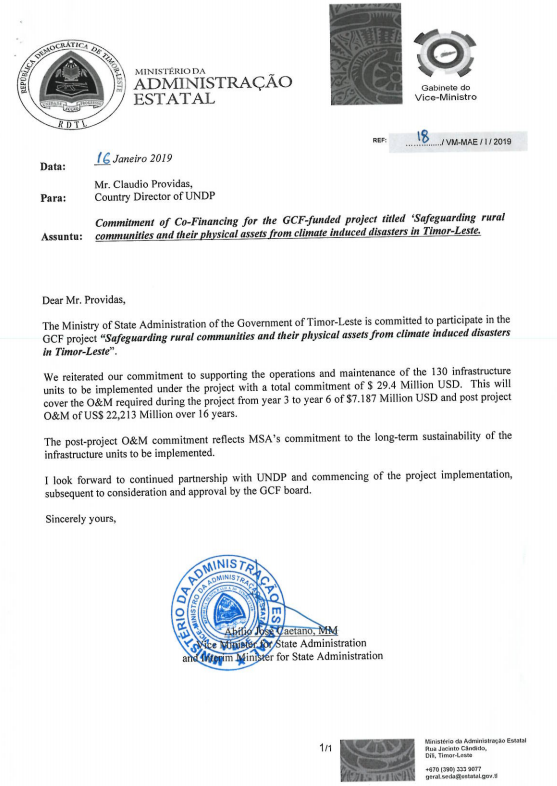 REPÚBLICA DEMOCRÁTICA DE TIMOR-LESTE
RDTL
MINISTÉRIO DA
ADMINISTRAÇÃO
ESTATAL
Gabinete do
Vice-Ministro
REF: 18 ......../ VM-MAE / I / 2019
Data: 16 Janeiro 2019
Mr. Claudio Providas,
Para: Country Director of UNDP
Commitment of Co-Financing for the GCF-funded project titled ‘Safeguarding rural
Assuntu: communities and their physical assets from climate induced disasters in Timor-Leste.
Dear Mr. Providas,
The Ministry of State Administration of the Government of Timor-Leste is committed to participate in the
GCF project “Safeguarding rural communities and their physical assets from climate induced disasters
in Timor-Leste”.
We reiterated our commitment to supporting the operations and maintenance of the 130 infrastructure
units to be implemented under the project with a total commitment of $ 29.4 Million USD. This will
cover the O&M required during the project from year 3 to year 6 of $7.187 Million USD and post project
O&M of US$ 22,213 Million over 16 years.
The post-project O&M commitment reflects MSA’s commitment to the long-term sustainability of the
infrastructure units to be implemented.
I look forward to continued partnership with UNDP and commencing of the project implementation,
subsequent to consideration and approval by the GCF board.
Sincerely yours,
MINISTÉRIO DA ADMINISTRAÇÃO ESTATAL
Abilio José Caetano, MM
Vice Minister for State Administration
and Interim Minister for State Administration
1/1
Ministério da Administração Estatal
Rua Jacinto Cândido,
Dili, Timor-Leste
+670 (390) 333 9077
geral.seda@estatal.gov.tl